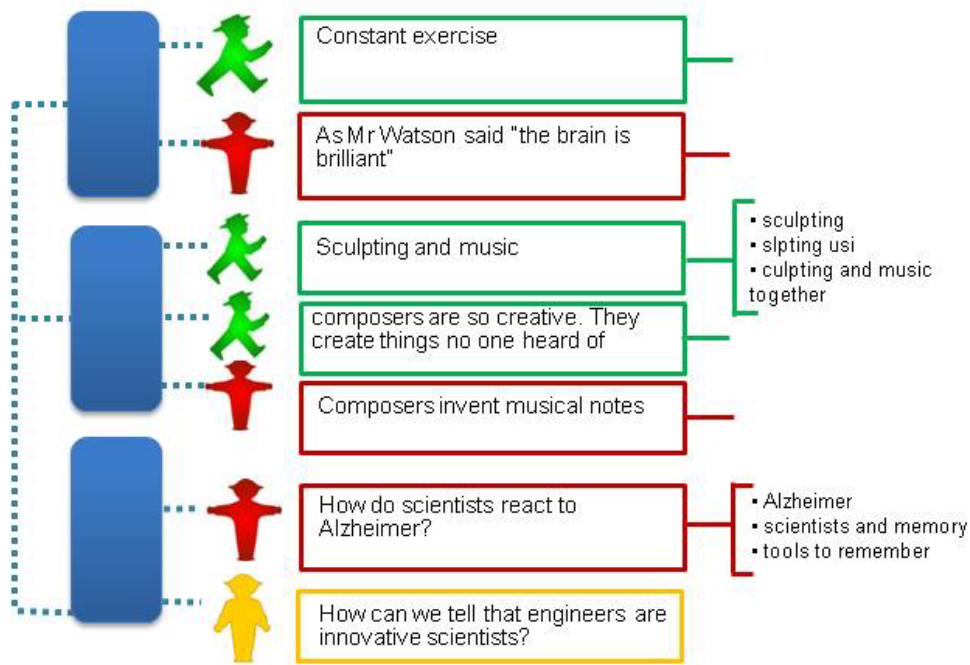 Constant exercise
As Mr Watson said "the brain is
brilliant"
Sculpting and music
▪ sculpting
▪ slpting usi
▪ culpting and music
together
composers are so creative. They
create things no one heard of
Composers invent musical notes
How do scientists react to
Alzheimer?
▪ Alzheimer
▪ scientists and memory
▪ tools to remember
How can we tell that engineers are
innovative scientists?